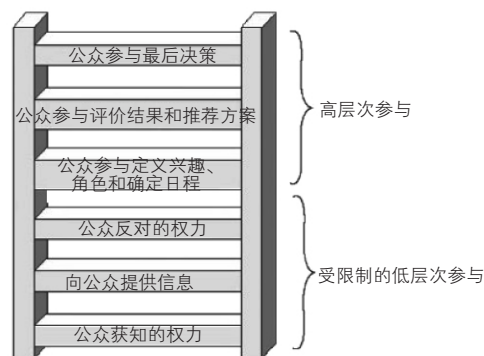 公众参与最后决策
公众参与评价结果和推荐方案
高层次参与
公众参与定义兴趣、
角色和确定日程
公众反对的权力
向公众提供信息
受限制的低层次参与
公众获知的权力